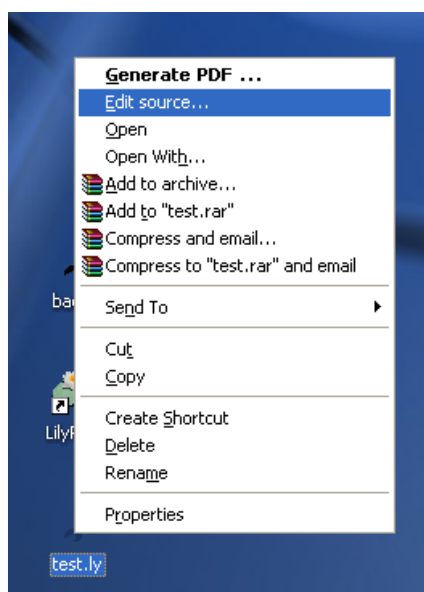 Generate PDF ...
Edit source...
Open
Open With...
Add to archive...
Add to "test.rar"
Compress and email...
Compress to "test.rar" and email
Send To
Cut
Copy
Create Shortcut
Delete
Rename
Properties
test.ly